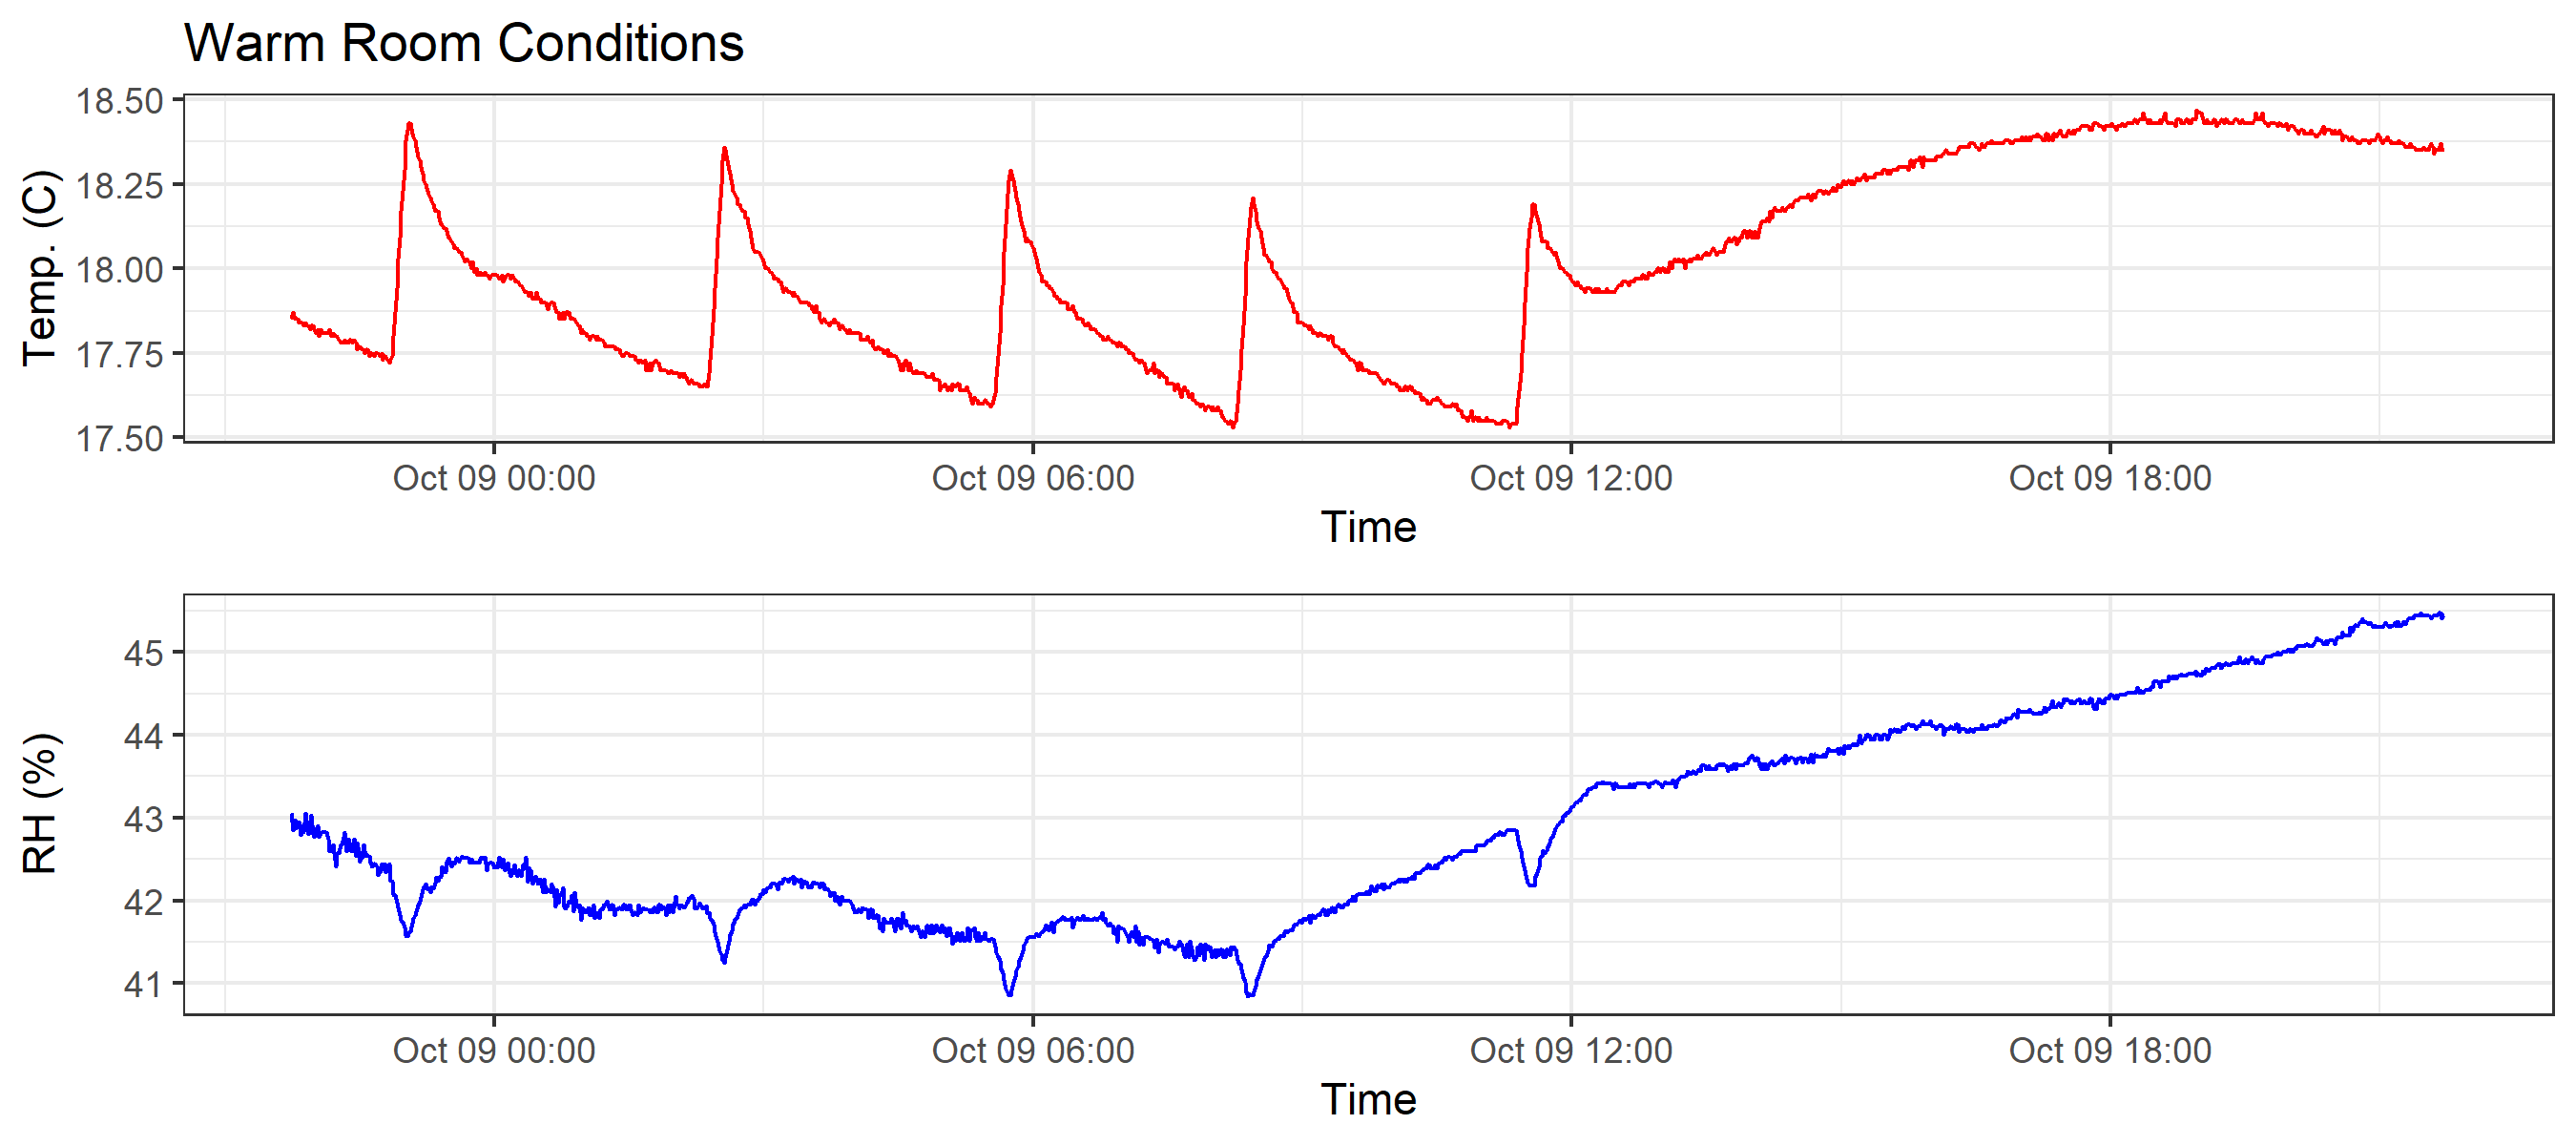 Warm Room Conditions
Temp. (C)
18.50
18.25
18.00
17.75
17.50
Oct 09 00:00 Oct 09 06:00 Oct 09 12:00 Oct 09 18:00
Time
RH (%)
45
44
43
42
41
Oct 09 00:00 Oct 09 06:00 Oct 09 12:00 Oct 09 18:00
Time